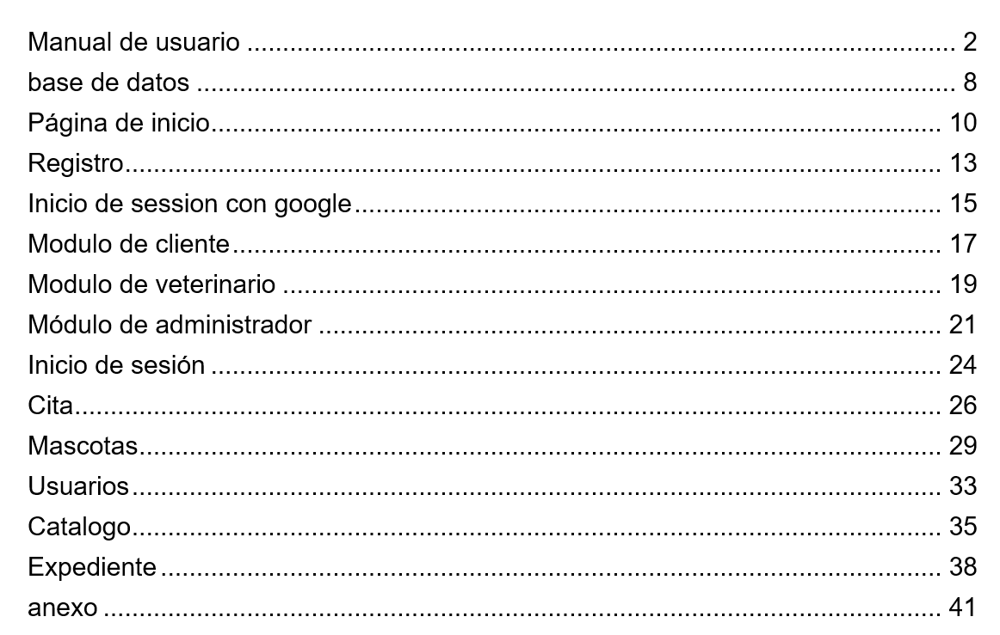 Manual de usuario ........ 2
base de datos ........ 8
Página de inicio........ 10
Registro........ 13
Inicio de session con google........ 15
Modulo de cliente........ 17
Modulo de veterinario ........ 19
Módulo de administrador ........ 21
Inicio de sesión ........ 24
Cita........ 26
Mascotas........ 29
Usuarios........ 33
Catalogo........ 35
Expediente ........ 38
anexo ........ 41